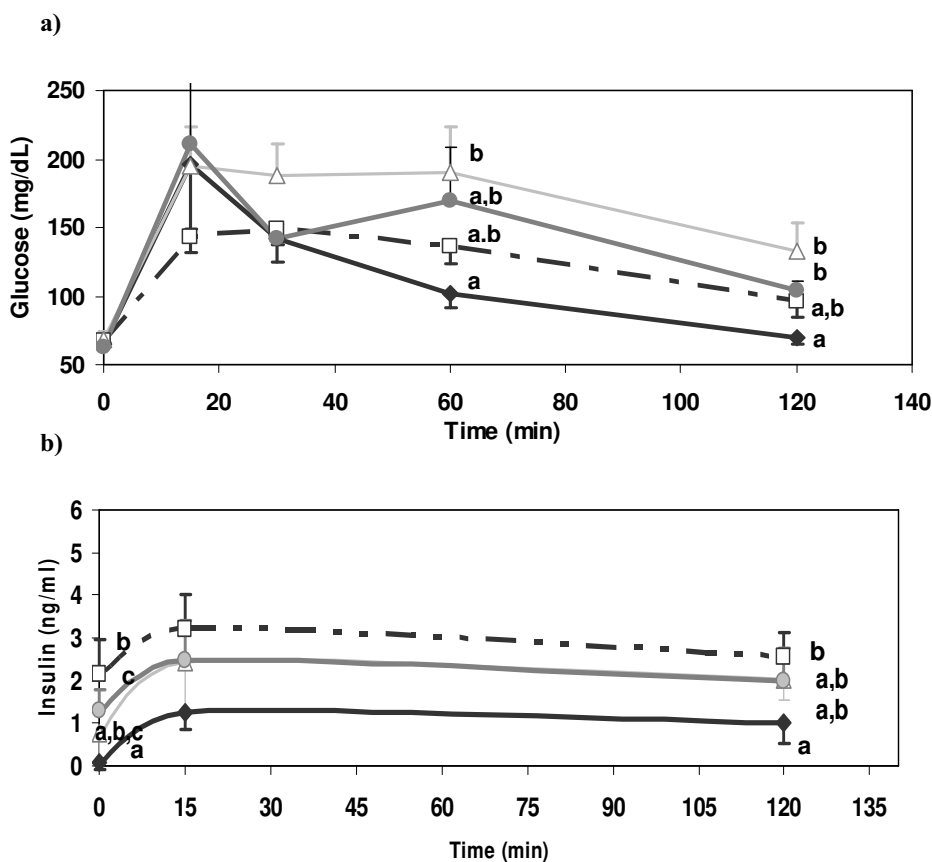 a)
250
200
150
100
50
Glucose (mg/dL)
b
a,b
a.b
a
b
b
a,b
a
0 20 40 60 80 100 120 140
Time (min)
b)
6
5
4
3
2
1
0
Insulin (ng/ml)
b
c
a,b,c
a
b
a,b
a,b
a
0 15 30 45 60 75 90 105 120 135
Time (min)